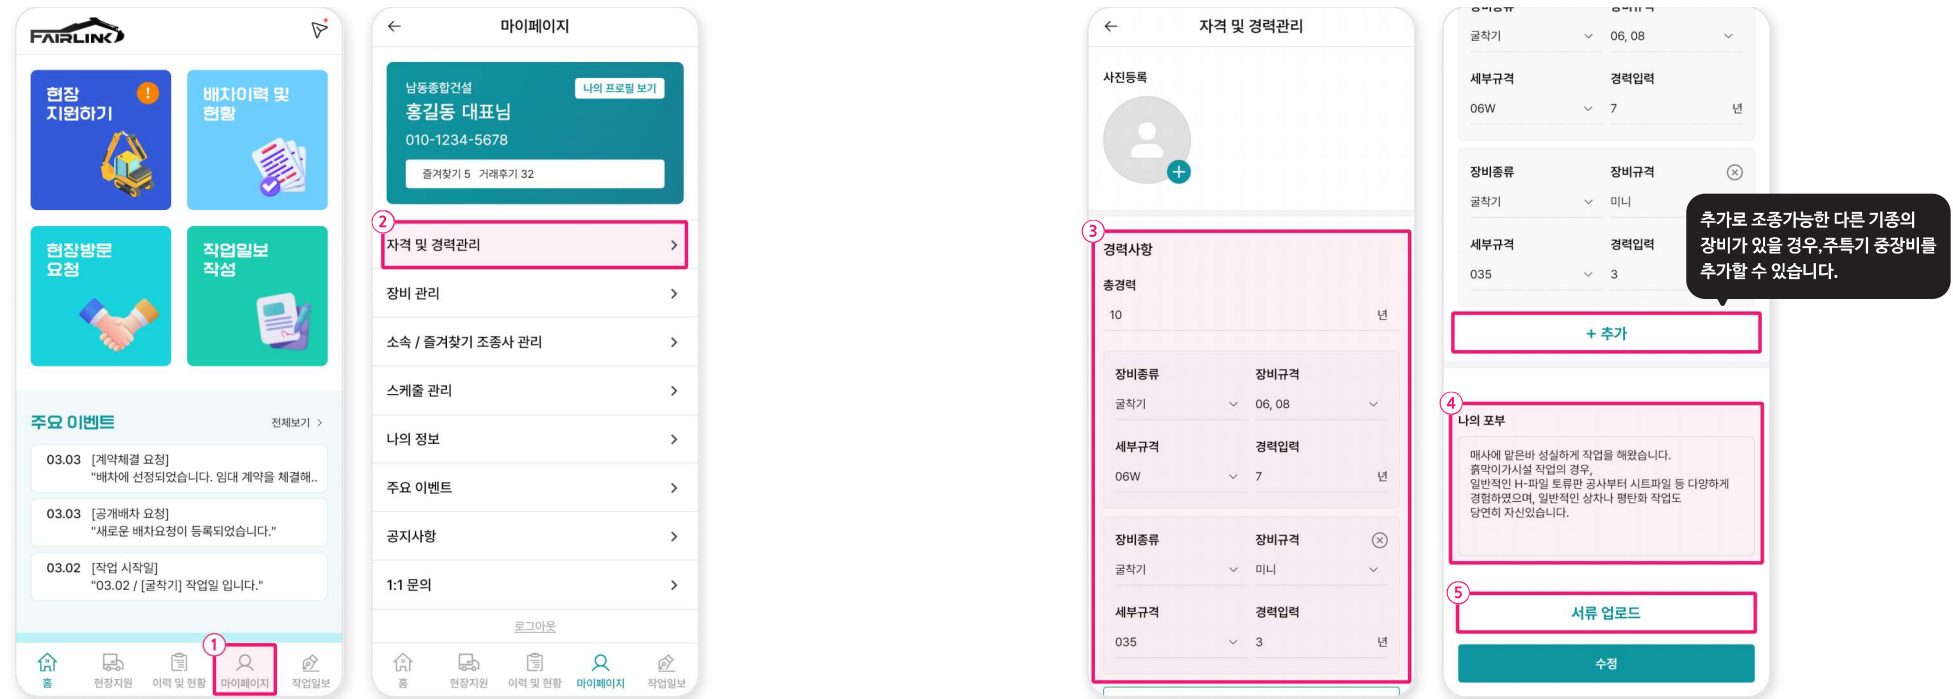 FAIRLINK
현장
지원하기
!
배차이력 및
현황
현장방문
요청
작업일보
작성
주요 이벤트
전체보기 >
03.03 [계약체결 요청]
"배차에 선정되었습니다. 임대 계약을 체결해..
03.03 [공개배차 요청]
"새로운 배차요청이 등록되었습니다."
03.02 [작업 시작일]
"03.02 / [굴착기] 작업일 입니다."
1
홈 현장지원 이력 및 현황 마이페이지 작업일보
마이페이지
남동종합건설
나의 프로필 보기
홍길동 대표님
010-1234-5678
즐겨찾기 5 거래후기 32
2
자격 및 경력관리
장비 관리
소속 / 즐겨찾기 조종사 관리
스케줄 관리
나의 정보
주요 이벤트
공지사항
1:1 문의
로그아웃
홈 현장지원 이력 및 현황 마이페이지 작업일보
자격 및 경력관리
사진등록
3
경력사항
총경력
10 년
장비종류 장비규격
굴착기 06, 08
세부규격 경력입력
06W 7 년
장비종류 장비규격
굴착기 미니
세부규격 경력입력
035 3 년
장비종류 장비규격
굴착기 06, 08
세부규격 경력입력
06W 7 년
장비종류 장비규격
굴착기 미니
세부규격 경력입력
035 3
추가로 조종가능한 다른 기종의
장비가 있을 경우,주특기 중장비를
추가할 수 있습니다.
+ 추가
4
나의 포부
매사에 맡은바 성실하게 작업을 해왔습니다.
흙막이가시설 작업의 경우,
일반적인 H-파일 토류판 공사부터 시트파일 등 다양하게
경험하였으며, 일반적인 상차나 평탄화 작업도
당연히 자신있습니다.
5
서류 업로드
수정